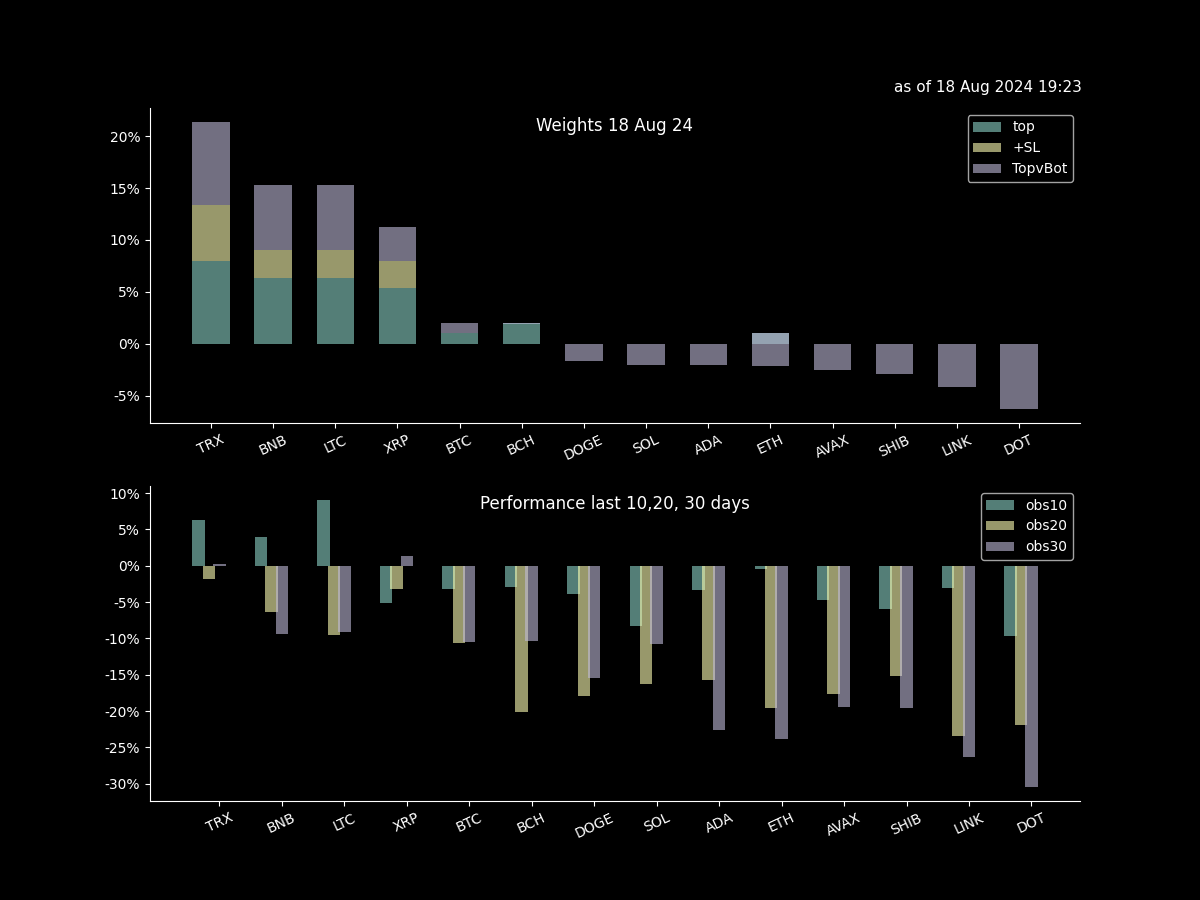 as of 18 Aug 2024 19:23
Weights 18 Aug 24
top
+SL
TopvBot
20%
15%
10%
5%
0%
-5%
TRX BNB LTC XRP BTC BCH DOGE SOL ADA ETH AVAX SHIB LINK DOT
Performance last 10,20, 30 days
obs10
obs20
obs30
10%
5%
0%
-5%
-10%
-15%
-20%
-25%
-30%
TRX BNB LTC XRP BTC BCH DOGE SOL ADA ETH AVAX SHIB LINK DOT